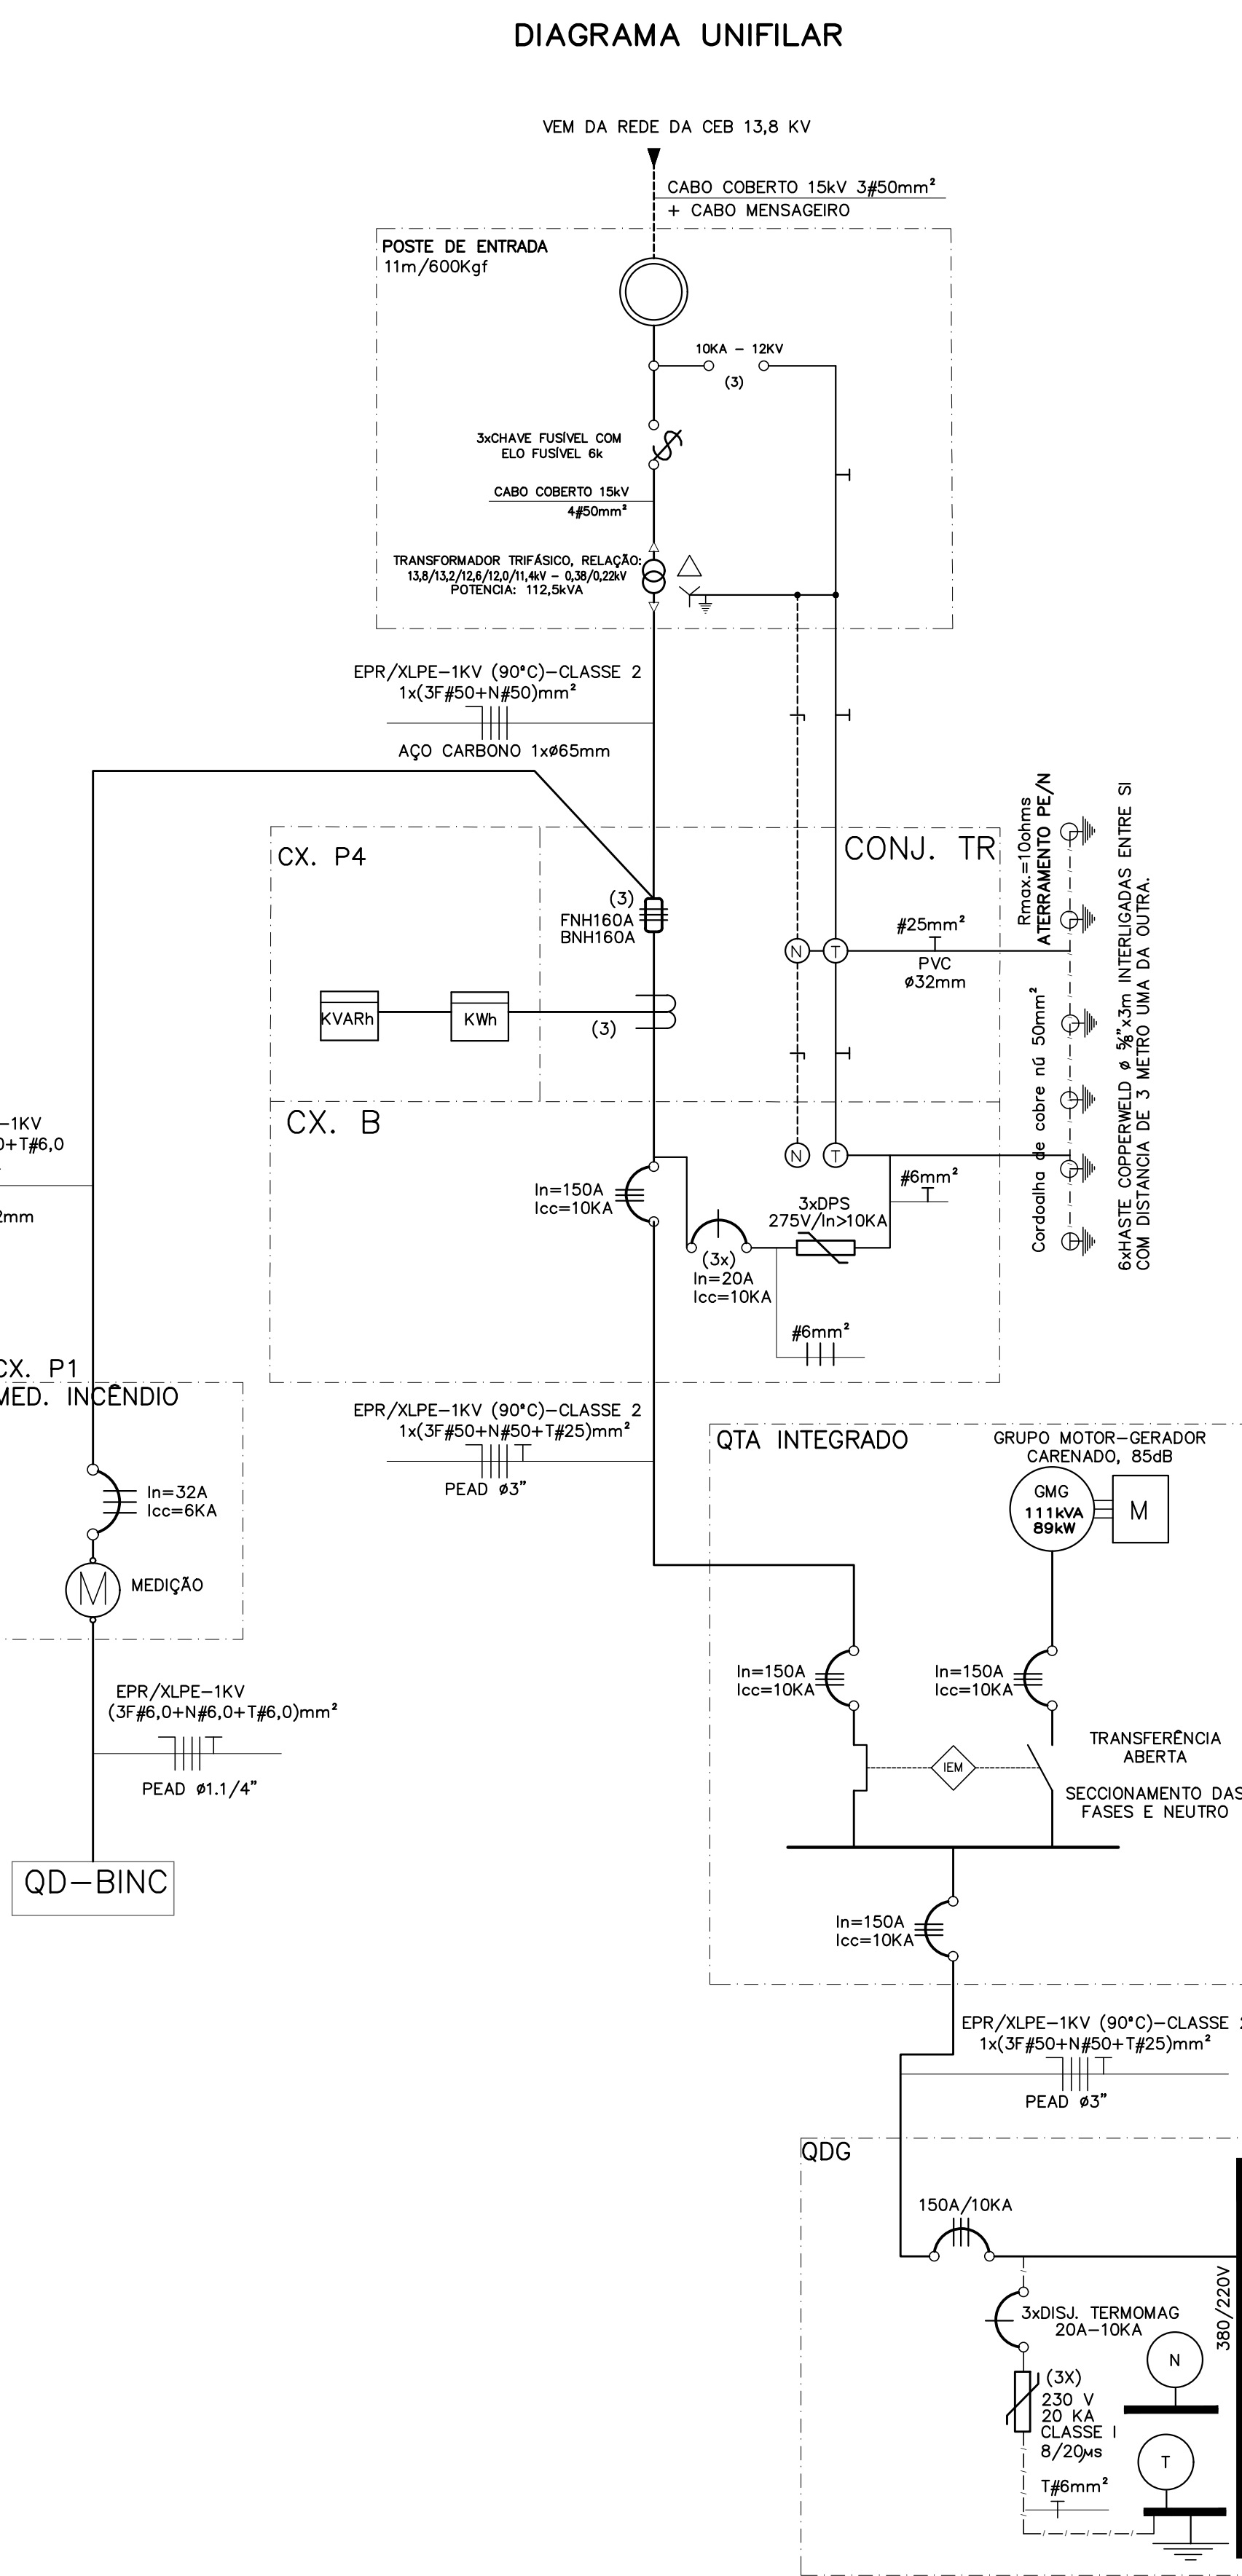 DIAGRAMA UNIFILAR
VEM DA REDE DA CEB 13,8 KV
CABO COBERTO 15kV 3#50mm²
+ CABO MENSAGEIRO
POSTE DE ENTRADA
11m/600Kgf
10KA – 12KV
(3)
3xCHAVE FUSÍVEL COM
ELO FUSÍVEL 6k
CABO COBERTO 15kV
4#50mm²
TRANSFORMADOR TRIFÁSICO, RELAÇÃO:
13,8/13,2/12,6/12,0/11,4kV – 0,38/0,22kV
POTENCIA: 112,5kVA
EPR/XLPE–1KV (90°C)–CLASSE 2
1x(3F#50+N#50)mm²
AÇO CARBONO 1xø65mm
CX. P4
CONJ. TR
(3)
FNH160A
BNH160A
KVARh
KWh
(3)
N
T
#25mm²
PVC
ø32mm
Rmax.=10ohms
ATERRAMENTO PE/N
Cordoalha de cobre nú 50mm²
6xHASTE COPPERWELD ø ⅝"x3m INTERLIGADAS ENTRE SI
COM DISTANCIA DE 3 METRO UMA DA OUTRA.
CX. B
N
T
In=150A
Icc=10KA
#6mm²
3xDPS
275V/In>10KA
(3x)
In=20A
Icc=10KA
#6mm²
–1KV
0+T#6,0
2mm
CX. P1
MED. INCÊNDIO
In=32A
Icc=6KA
M
MEDIÇÃO
EPR/XLPE–1KV
(3F#6,0+N#6,0+T#6,0)mm²
PEAD ø1.1/4"
QD–BINC
EPR/XLPE–1KV (90°C)–CLASSE 2
1x(3F#50+N#50+T#25)mm²
PEAD ø3"
QTA INTEGRADO
GRUPO MOTOR–GERADOR
CARENADO, 85dB
GMG
111kVA
89kW
M
In=150A
Icc=10KA
In=150A
Icc=10KA
IEM
TRANSFERÊNCIA
ABERTA
SECCIONAMENTO DAS
FASES E NEUTRO
In=150A
Icc=10KA
EPR/XLPE–1KV (90°C)–CLASSE 2
1x(3F#50+N#50+T#25)mm²
PEAD ø3"
QDG
150A/10KA
380/220V
3xDISJ. TERMOMAG
20A–10KA
N
(3X)
230 V
20 KA
CLASSE I
8/20µs
T
T#6mm²